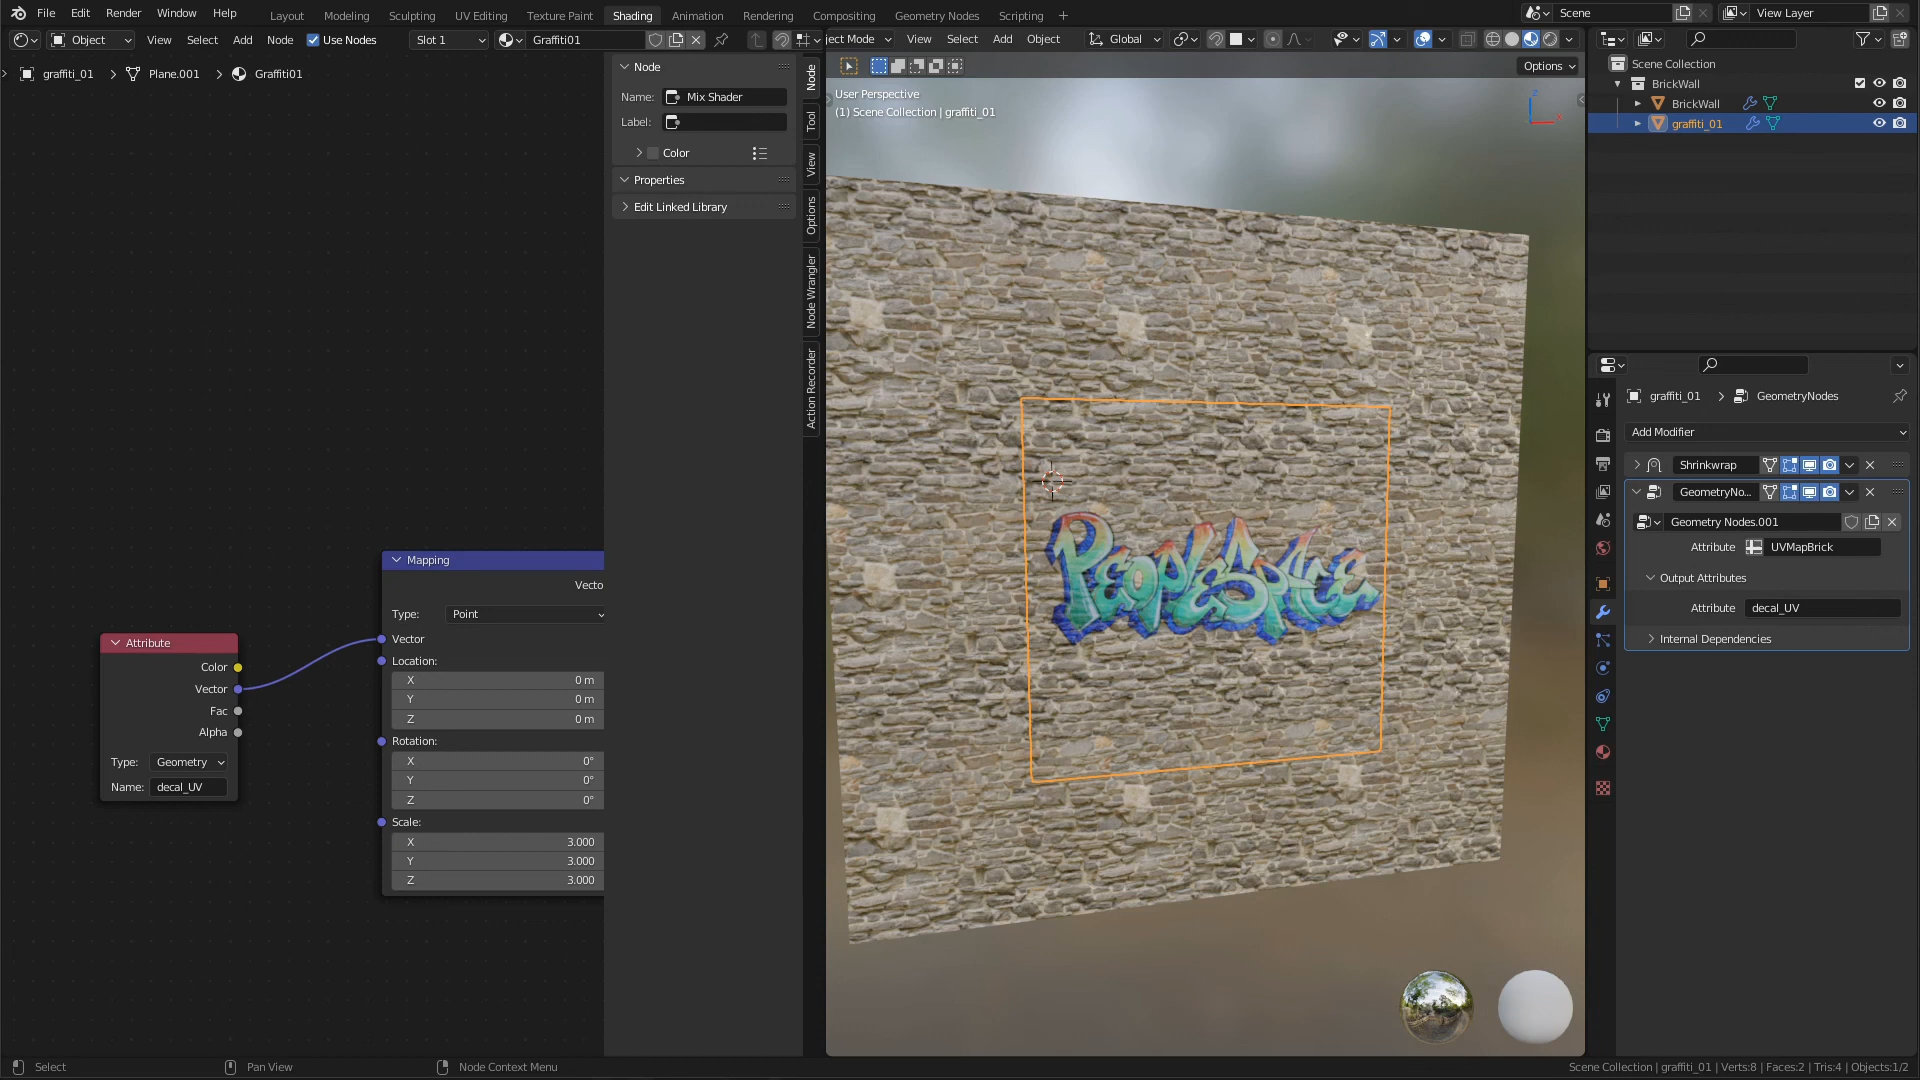 File Edit Render Window Help Layout Modeling Sculpting UV Editing Texture Paint Shading Animation Rendering Compositing Geometry Nodes Scripting + Scene View Layer
Object View Select Add Node Use Nodes Slot 1 Graffiti01 ject Mode View Select Add Object Global
graffiti_01 > Plane.001 > Graffiti01
Options
Node
Name: Mix Shader
Label:
Color
Properties
Edit Linked Library
Node
Tool
View
Options
Node Wrangler
Action Recorder
User Perspective
(1) Scene Collection | graffiti_01
Z
X
PEOPLESPACE
Scene Collection
BrickWall
BrickWall
graffiti_01
graffiti_01 > GeometryNodes
Add Modifier
Shrinkwrap
GeometryNo...
Geometry Nodes.001
Attribute UVMapBrick
Output Attributes
Attribute decal_UV
Internal Dependencies
Attribute
Color
Vector
Fac
Alpha
Type: Geometry
Name: decal_UV
Mapping
Vecto
Type: Point
Vector
Location:
X 0 m
Y 0 m
Z 0 m
Rotation:
X 0°
Y 0°
Z 0°
Scale:
X 3.000
Y 3.000
Z 3.000
Select Pan View Node Context Menu Scene Collection | graffiti_01 | Verts:8 | Faces:2 | Tris:4 | Objects:1/2